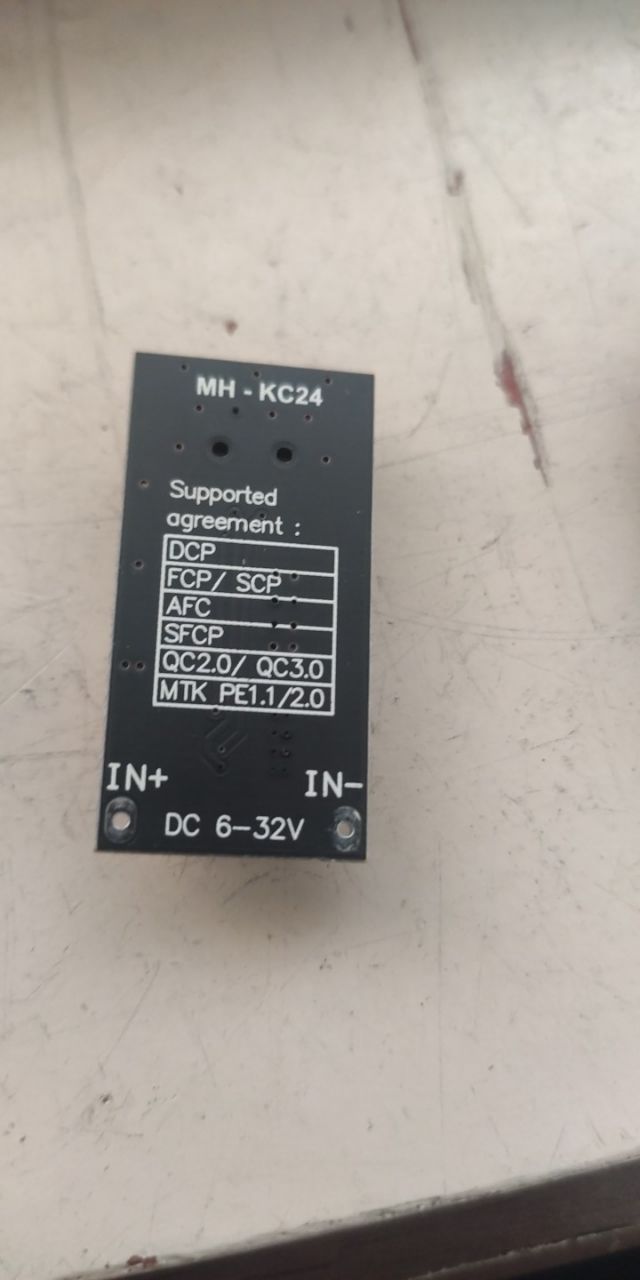 MH - KC24
Supported
agreement :
DCP
FCP/ SCP
AFC
SFCP
QC2.0/ QC3.0
MTK PE1.1/2.0
IN+ IN-
DC 6-32V